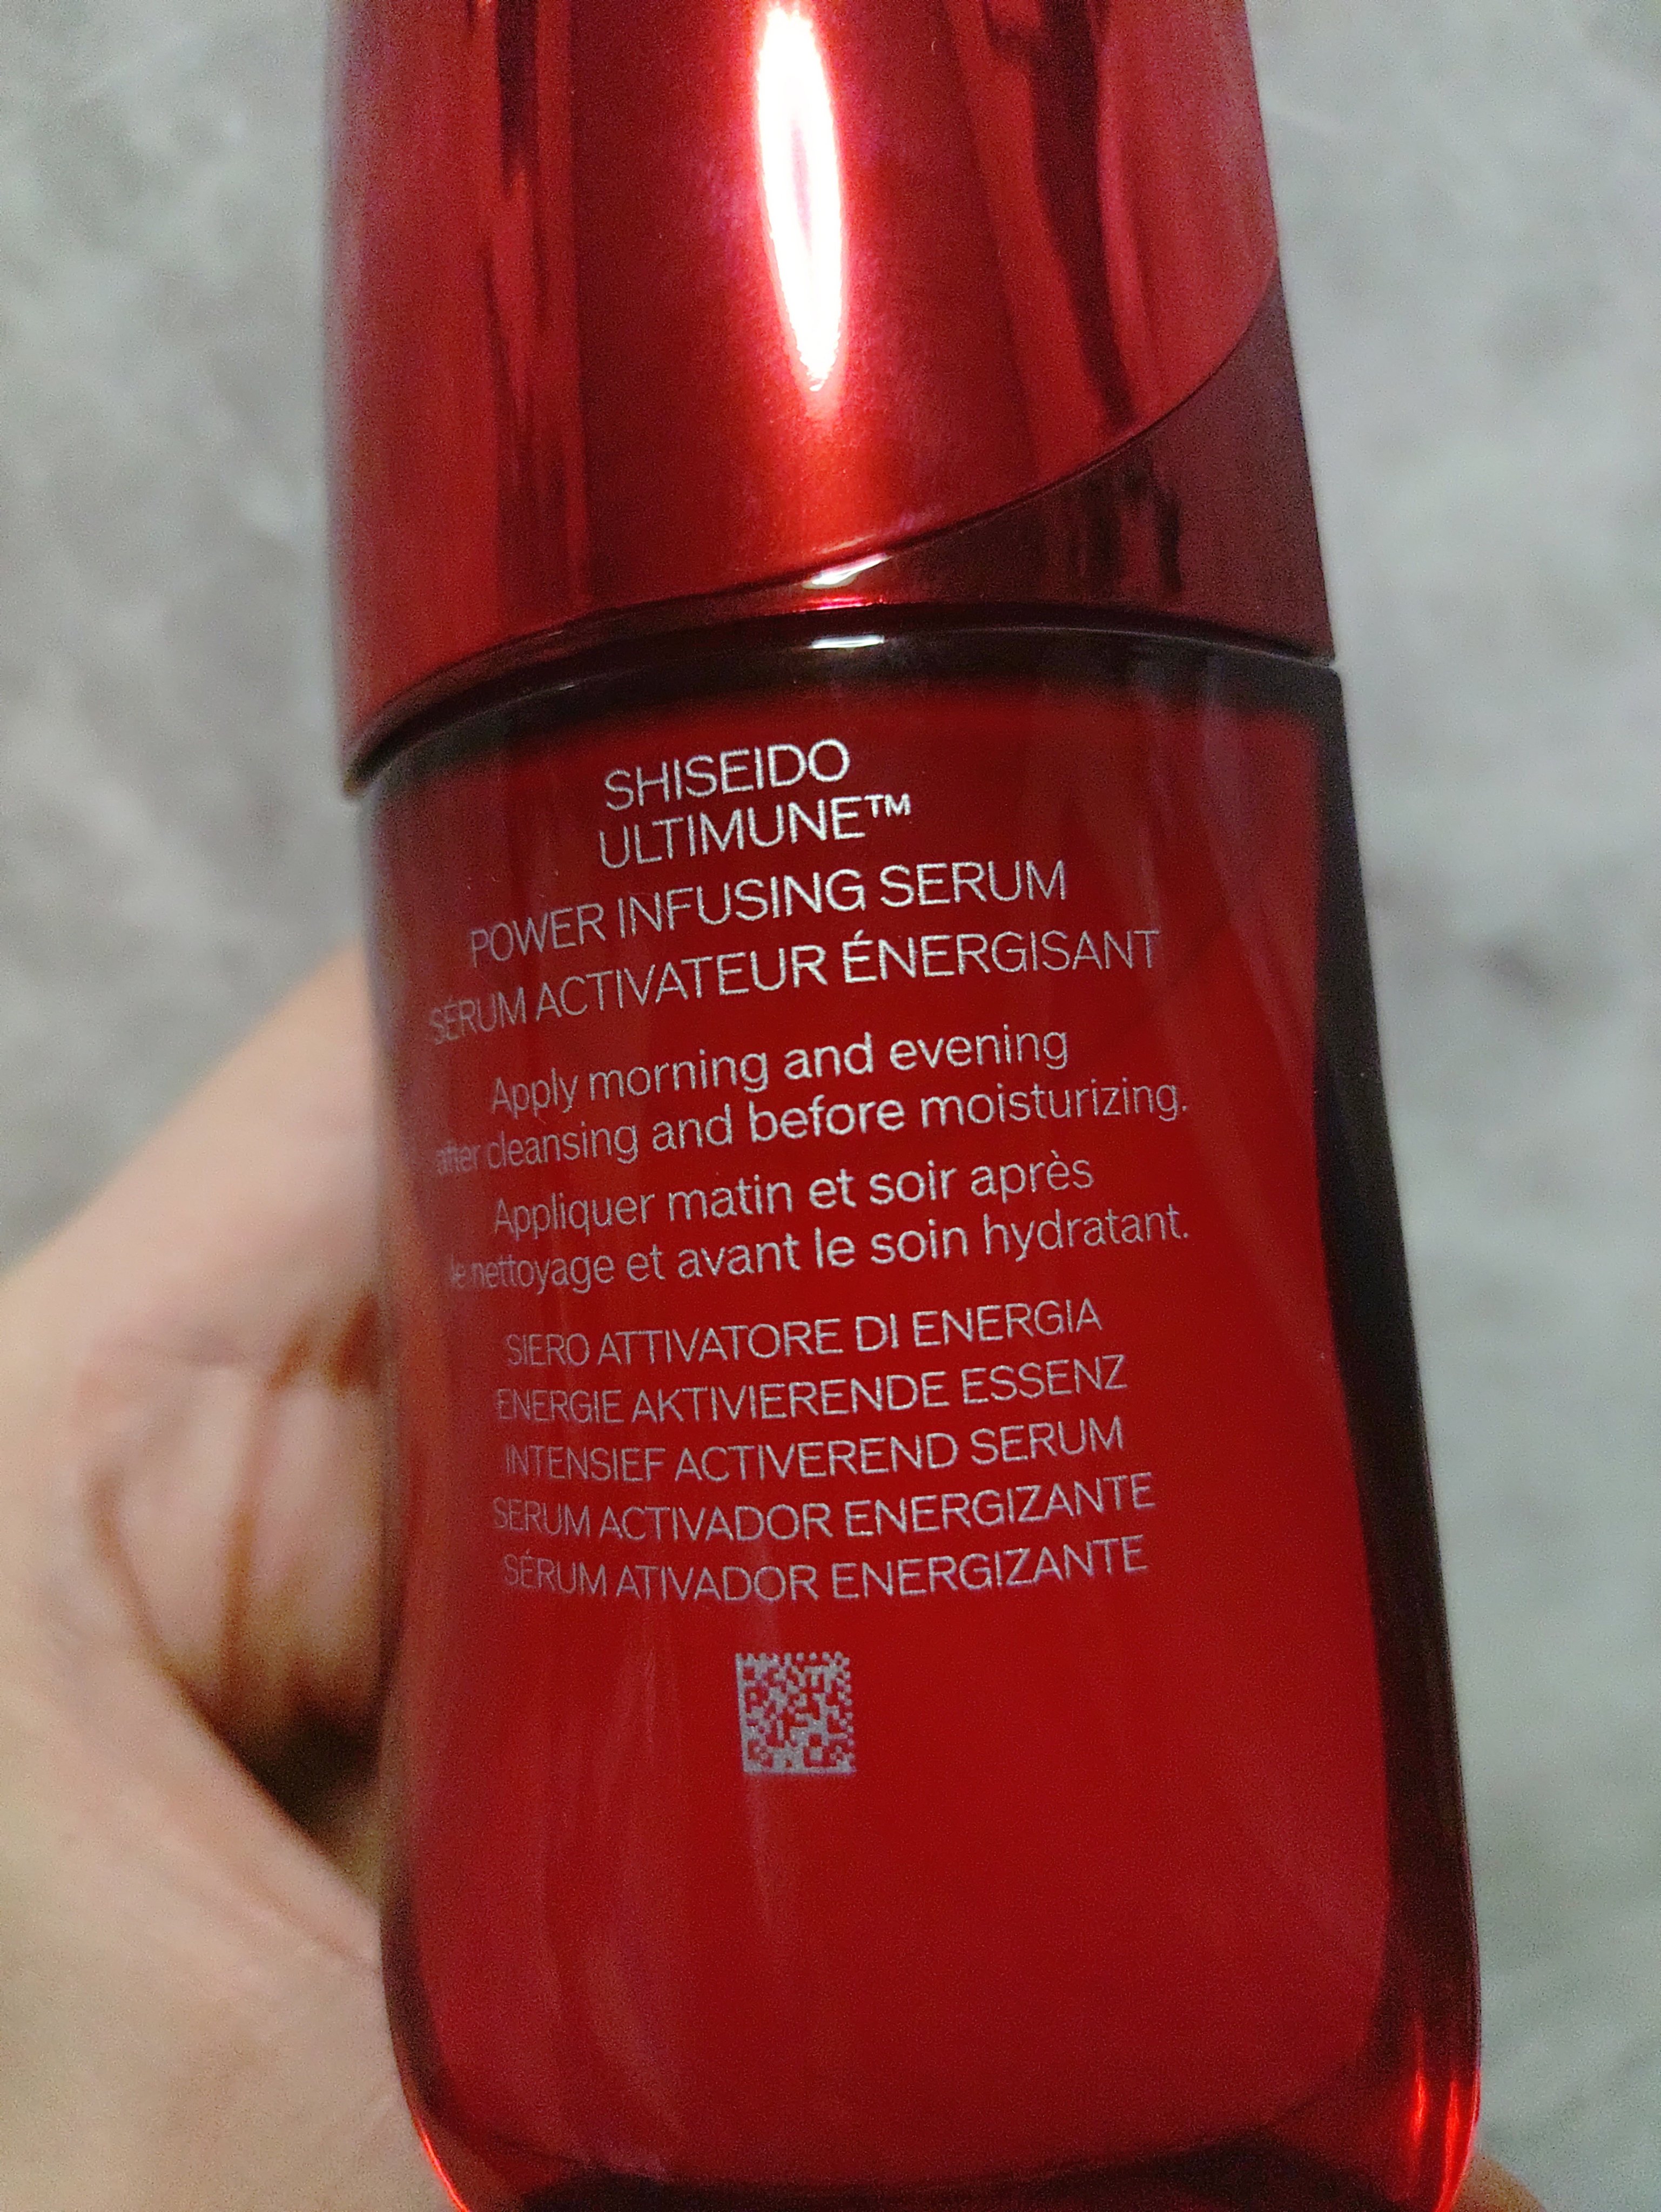 SHISEIDO
ULTIMUNE™
POWER INFUSING SERUM
SÉRUM ACTIVATEUR ÉNERGISANT
Apply morning and evening
after cleansing and before moisturizing.
Appliquer matin et soir après
le nettoyage et avant le soin hydratant.
SIERO ATTIVATORE DI ENERGIA
ENERGIE AKTIVIERENDE ESSENZ
INTENSIEF ACTIVEREND SERUM
SERUM ACTIVADOR ENERGIZANTE
SÉRUM ATIVADOR ENERGIZANTE